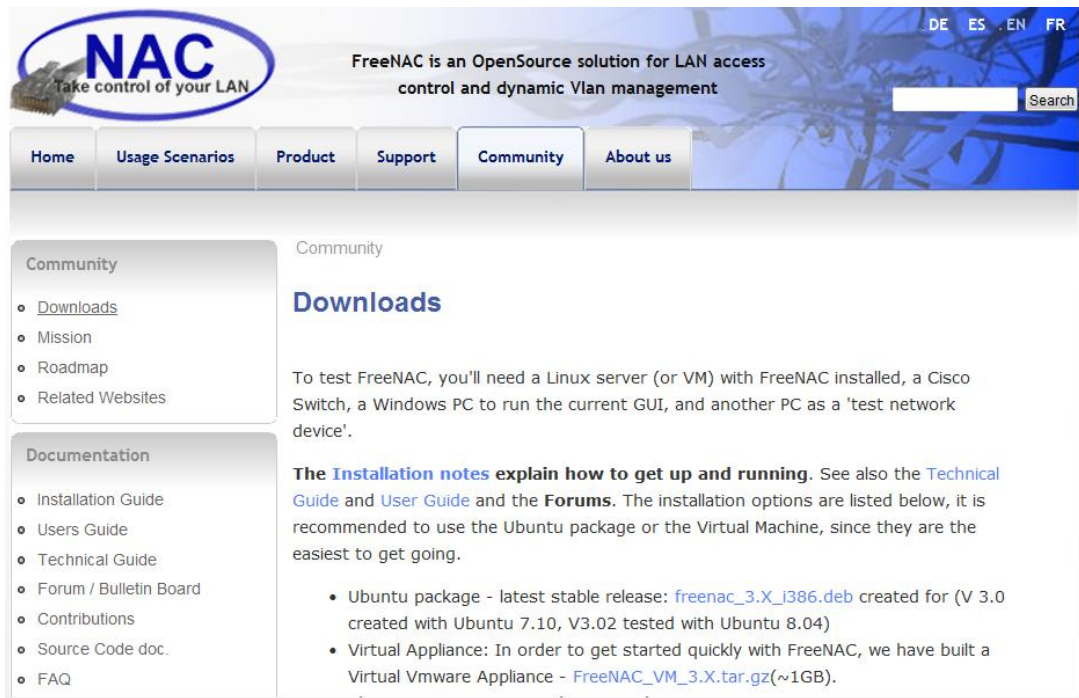 NAC
Take control of your LAN
FreeNAC is an OpenSource solution for LAN access
control and dynamic Vlan management
DE ES EN FR
Search
Home Usage Scenarios Product Support Community About us
Community
Downloads
Mission
Roadmap
Related Websites
Documentation
Installation Guide
Users Guide
Technical Guide
Forum / Bulletin Board
Contributions
Source Code doc.
FAQ
Community
Downloads
To test FreeNAC, you'll need a Linux server (or VM) with FreeNAC installed, a Cisco
Switch, a Windows PC to run the current GUI, and another PC as a 'test network
device'.
The Installation notes explain how to get up and running. See also the Technical
Guide and User Guide and the Forums. The installation options are listed below, it is
recommended to use the Ubuntu package or the Virtual Machine, since they are the
easiest to get going.
• Ubuntu package - latest stable release: freenac_3.X_i386.deb created for (V 3.0
created with Ubuntu 7.10, V3.02 tested with Ubuntu 8.04)
• Virtual Appliance: In order to get started quickly with FreeNAC, we have built a
Virtual Vmware Appliance - FreeNAC_VM_3.X.tar.gz(~1GB).